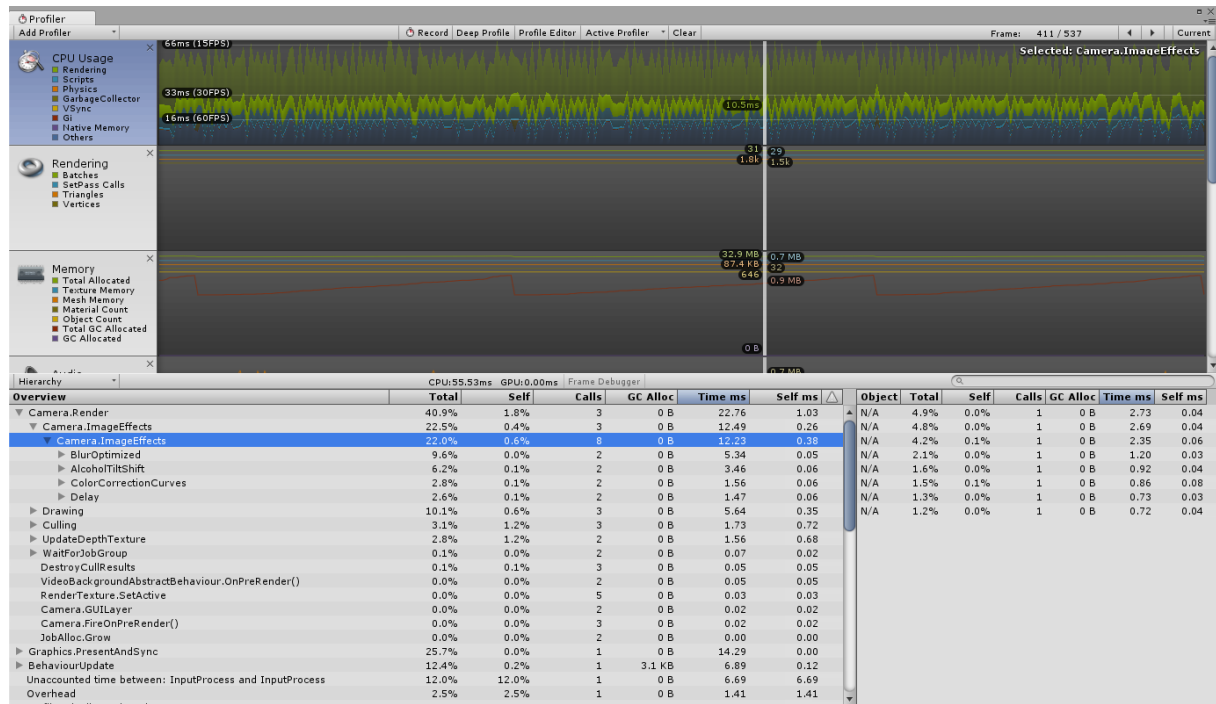 Profiler
Add Profiler Record Deep Profile Profile Editor Active Profiler Clear Frame: 411 / 537 Current
CPU Usage
Rendering
Scripts
Physics
GarbageCollector
VSync
Gi
Native Memory
Others
66ms (15FPS)
33ms (30FPS)
16ms (60FPS)
10.5ms
Selected: Camera.ImageEffects
Rendering
Batches
SetPass Calls
Triangles
Vertices
31 29
1.8k 1.5k
Memory
Total Allocated
Texture Memory
Mesh Memory
Material Count
Object Count
Total GC Allocated
GC Allocated
32.9 MB 0.7 MB
87.4 KB 32
646 0.9 MB
0 B
0.7 MB
Hierarchy CPU:55.53ms GPU:0.00ms Frame Debugger
Overview Total Self Calls GC Alloc Time ms Self ms
Camera.Render 40.9% 1.8% 3 0 B 22.76 1.03
Camera.ImageEffects 22.5% 0.4% 3 0 B 12.49 0.26
Camera.ImageEffects 22.0% 0.6% 8 0 B 12.23 0.38
BlurOptimized 9.6% 0.0% 2 0 B 5.34 0.05
AlcoholTiltShift 6.2% 0.1% 2 0 B 3.46 0.06
ColorCorrectionCurves 2.8% 0.1% 2 0 B 1.56 0.06
Delay 2.6% 0.1% 2 0 B 1.47 0.06
Drawing 10.1% 0.6% 3 0 B 5.64 0.35
Culling 3.1% 1.2% 3 0 B 1.73 0.72
UpdateDepthTexture 2.8% 1.2% 2 0 B 1.56 0.68
WaitForJobGroup 0.1% 0.0% 2 0 B 0.07 0.02
DestroyCullResults 0.1% 0.1% 3 0 B 0.05 0.05
VideoBackgroundAbstractBehaviour.OnPreRender() 0.0% 0.0% 2 0 B 0.05 0.05
RenderTexture.SetActive 0.0% 0.0% 5 0 B 0.03 0.03
Camera.GUILayer 0.0% 0.0% 2 0 B 0.02 0.02
Camera.FireOnPreRender() 0.0% 0.0% 3 0 B 0.02 0.02
JobAlloc.Grow 0.0% 0.0% 2 0 B 0.00 0.00
Graphics.PresentAndSync 25.7% 0.0% 1 0 B 14.29 0.00
BehaviourUpdate 12.4% 0.2% 1 3.1 KB 6.89 0.12
Unaccounted time between: InputProcess and InputProcess 12.0% 12.0% 1 0 B 6.69 6.69
Overhead 2.5% 2.5% 1 0 B 1.41 1.41
Object Total Self Calls GC Alloc Time ms Self ms
N/A 4.9% 0.0% 1 0 B 2.73 0.04
N/A 4.8% 0.0% 1 0 B 2.69 0.04
N/A 4.2% 0.1% 1 0 B 2.35 0.06
N/A 2.1% 0.0% 1 0 B 1.20 0.03
N/A 1.6% 0.0% 1 0 B 0.92 0.04
N/A 1.5% 0.1% 1 0 B 0.86 0.08
N/A 1.3% 0.0% 1 0 B 0.73 0.03
N/A 1.2% 0.0% 1 0 B 0.72 0.04